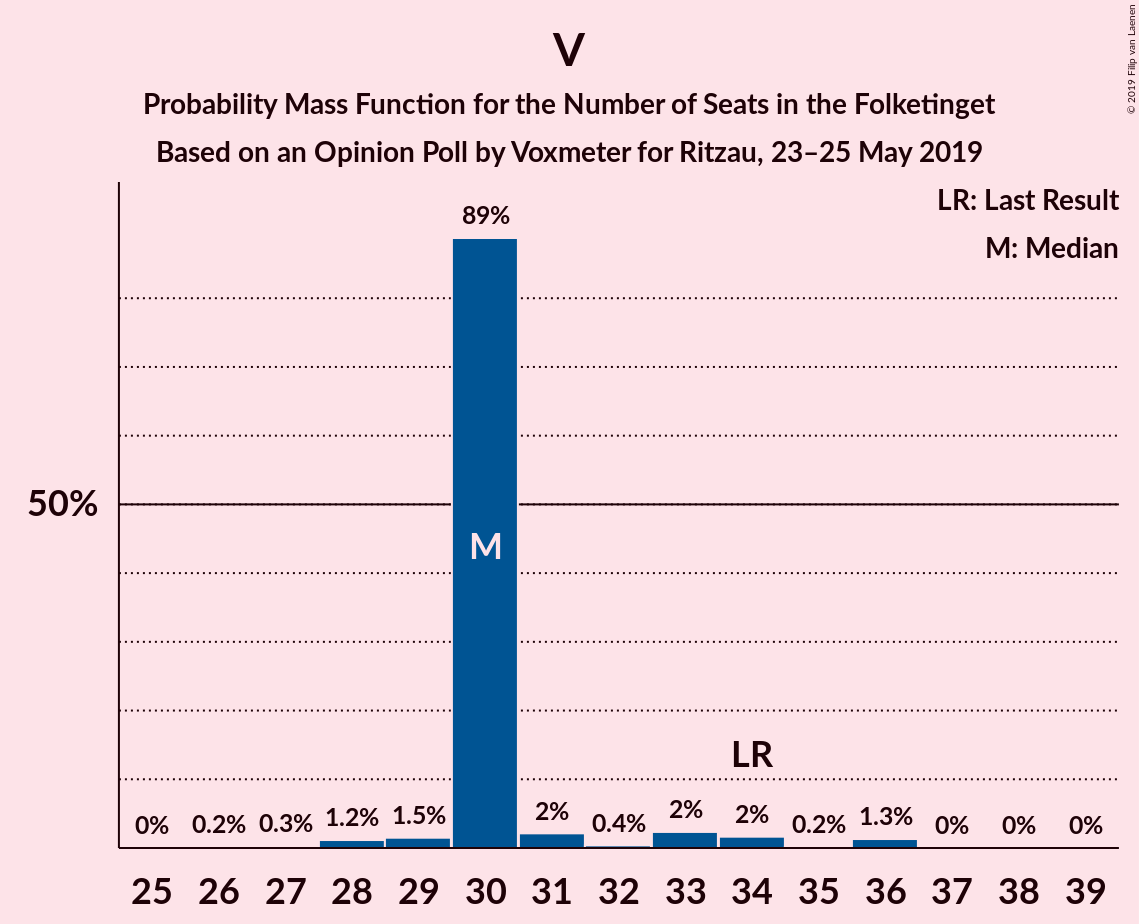 V
Probability Mass Function for the Number of Seats in the Folketinget
Based on an Opinion Poll by Voxmeter for Ritzau, 23–25 May 2019
© 2019 Filip van Laenen
LR: Last Result
M: Median
89%
50%
M
LR
0% 0.2% 0.3% 1.2% 1.5% 2% 0.4% 2% 2% 0.2% 1.3% 0% 0% 0%
25 26 27 28 29 30 31 32 33 34 35 36 37 38 39